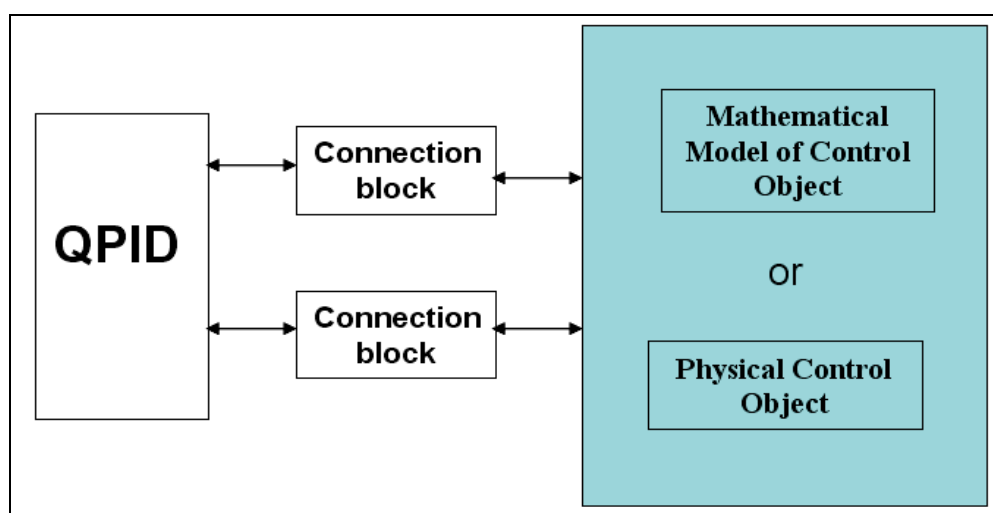 QPID
Connection
block
Connection
block
Mathematical
Model of Control
Object
or
Physical Control
Object